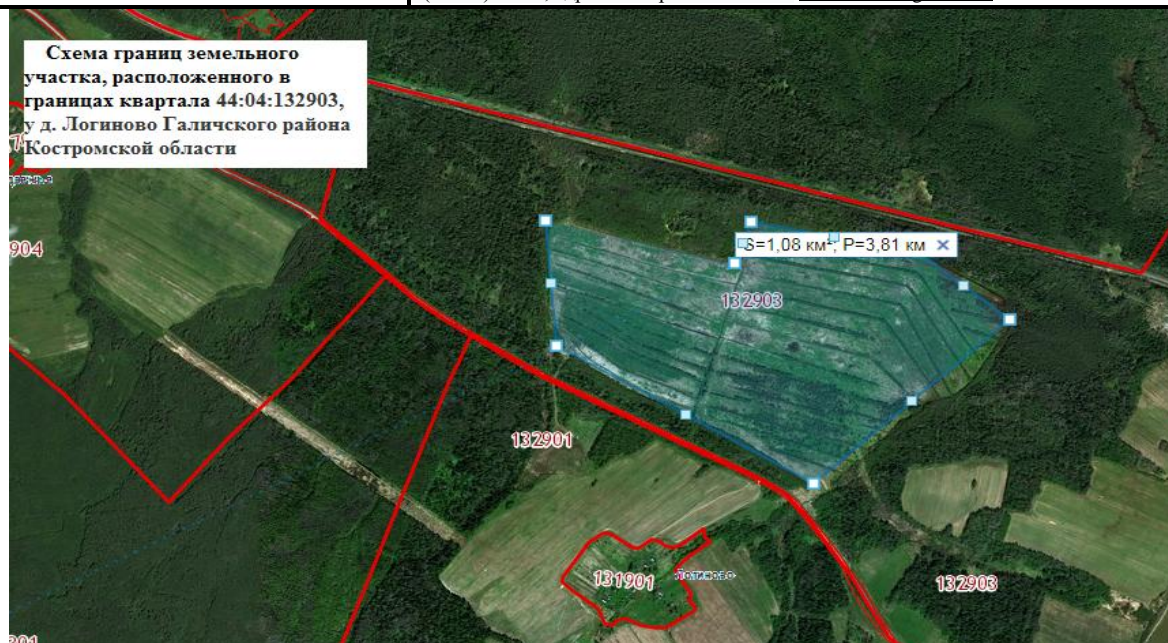 Схема границ земельного
участка, расположенного в
границах квартала 44:04:132903,
у д. Логиново Галичского района
Костромской области
904
S=1,08 км², P=3,81 км ×
132903
132901
131901
Логиново
132903